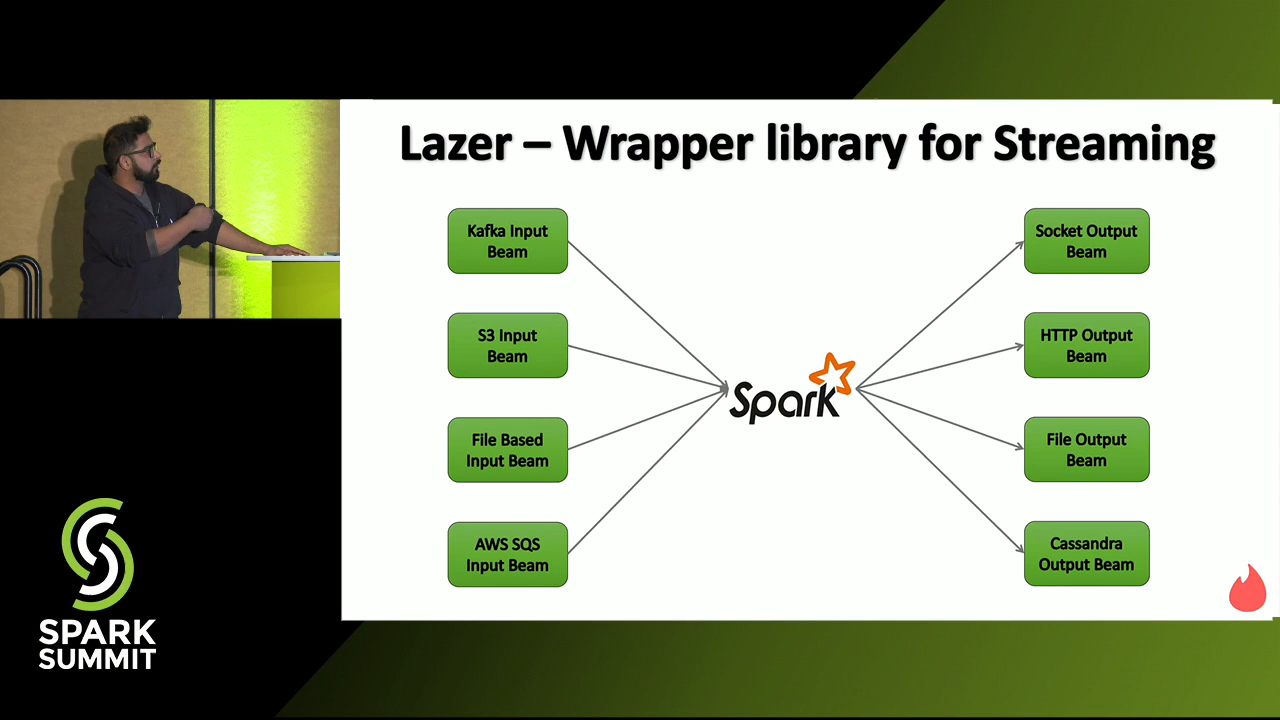 Lazer – Wrapper library for Streaming
Kafka Input
Beam
S3 Input
Beam
File Based
Input Beam
AWS SQS
Input Beam
Spark
Socket Output
Beam
HTTP Output
Beam
File Output
Beam
Cassandra
Output Beam
SPARK
SUMMIT